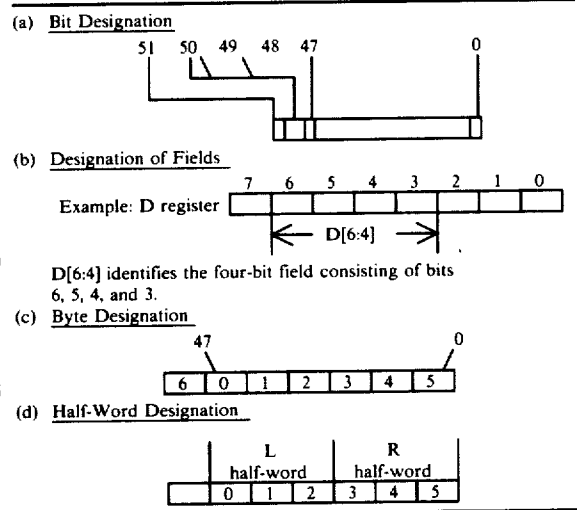 (a) Bit Designation
51 50 49 48 47 0
(b) Designation of Fields
7 6 5 4 3 2 1 0
Example: D register
D[6:4]
D[6:4] identifies the four-bit field consisting of bits
6, 5, 4, and 3.
(c) Byte Designation
47 0
6 0 1 2 3 4 5
(d) Half-Word Designation
L R
half-word half-word
0 1 2 3 4 5